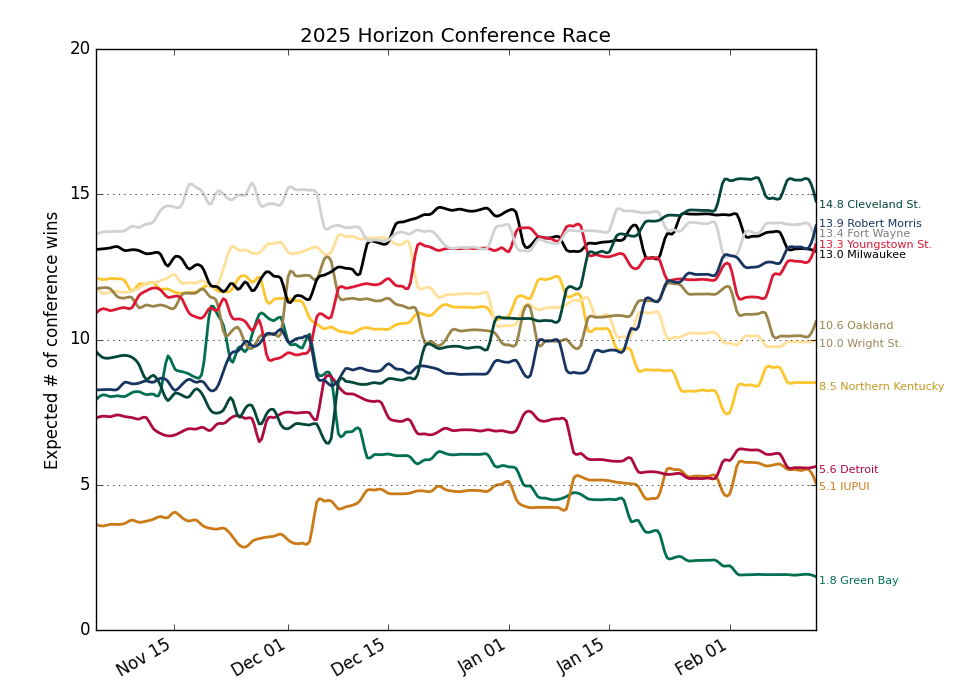 2025 Horizon Conference Race
Expected # of conference wins
20
15
10
5
0
Nov 15
Dec 01
Dec 15
Jan 01
Jan 15
Feb 01
14.8 Cleveland St.
13.9 Robert Morris
13.4 Fort Wayne
13.3 Youngstown St.
13.0 Milwaukee
10.6 Oakland
10.0 Wright St.
8.5 Northern Kentucky
5.6 Detroit
5.1 IUPUI
1.8 Green Bay